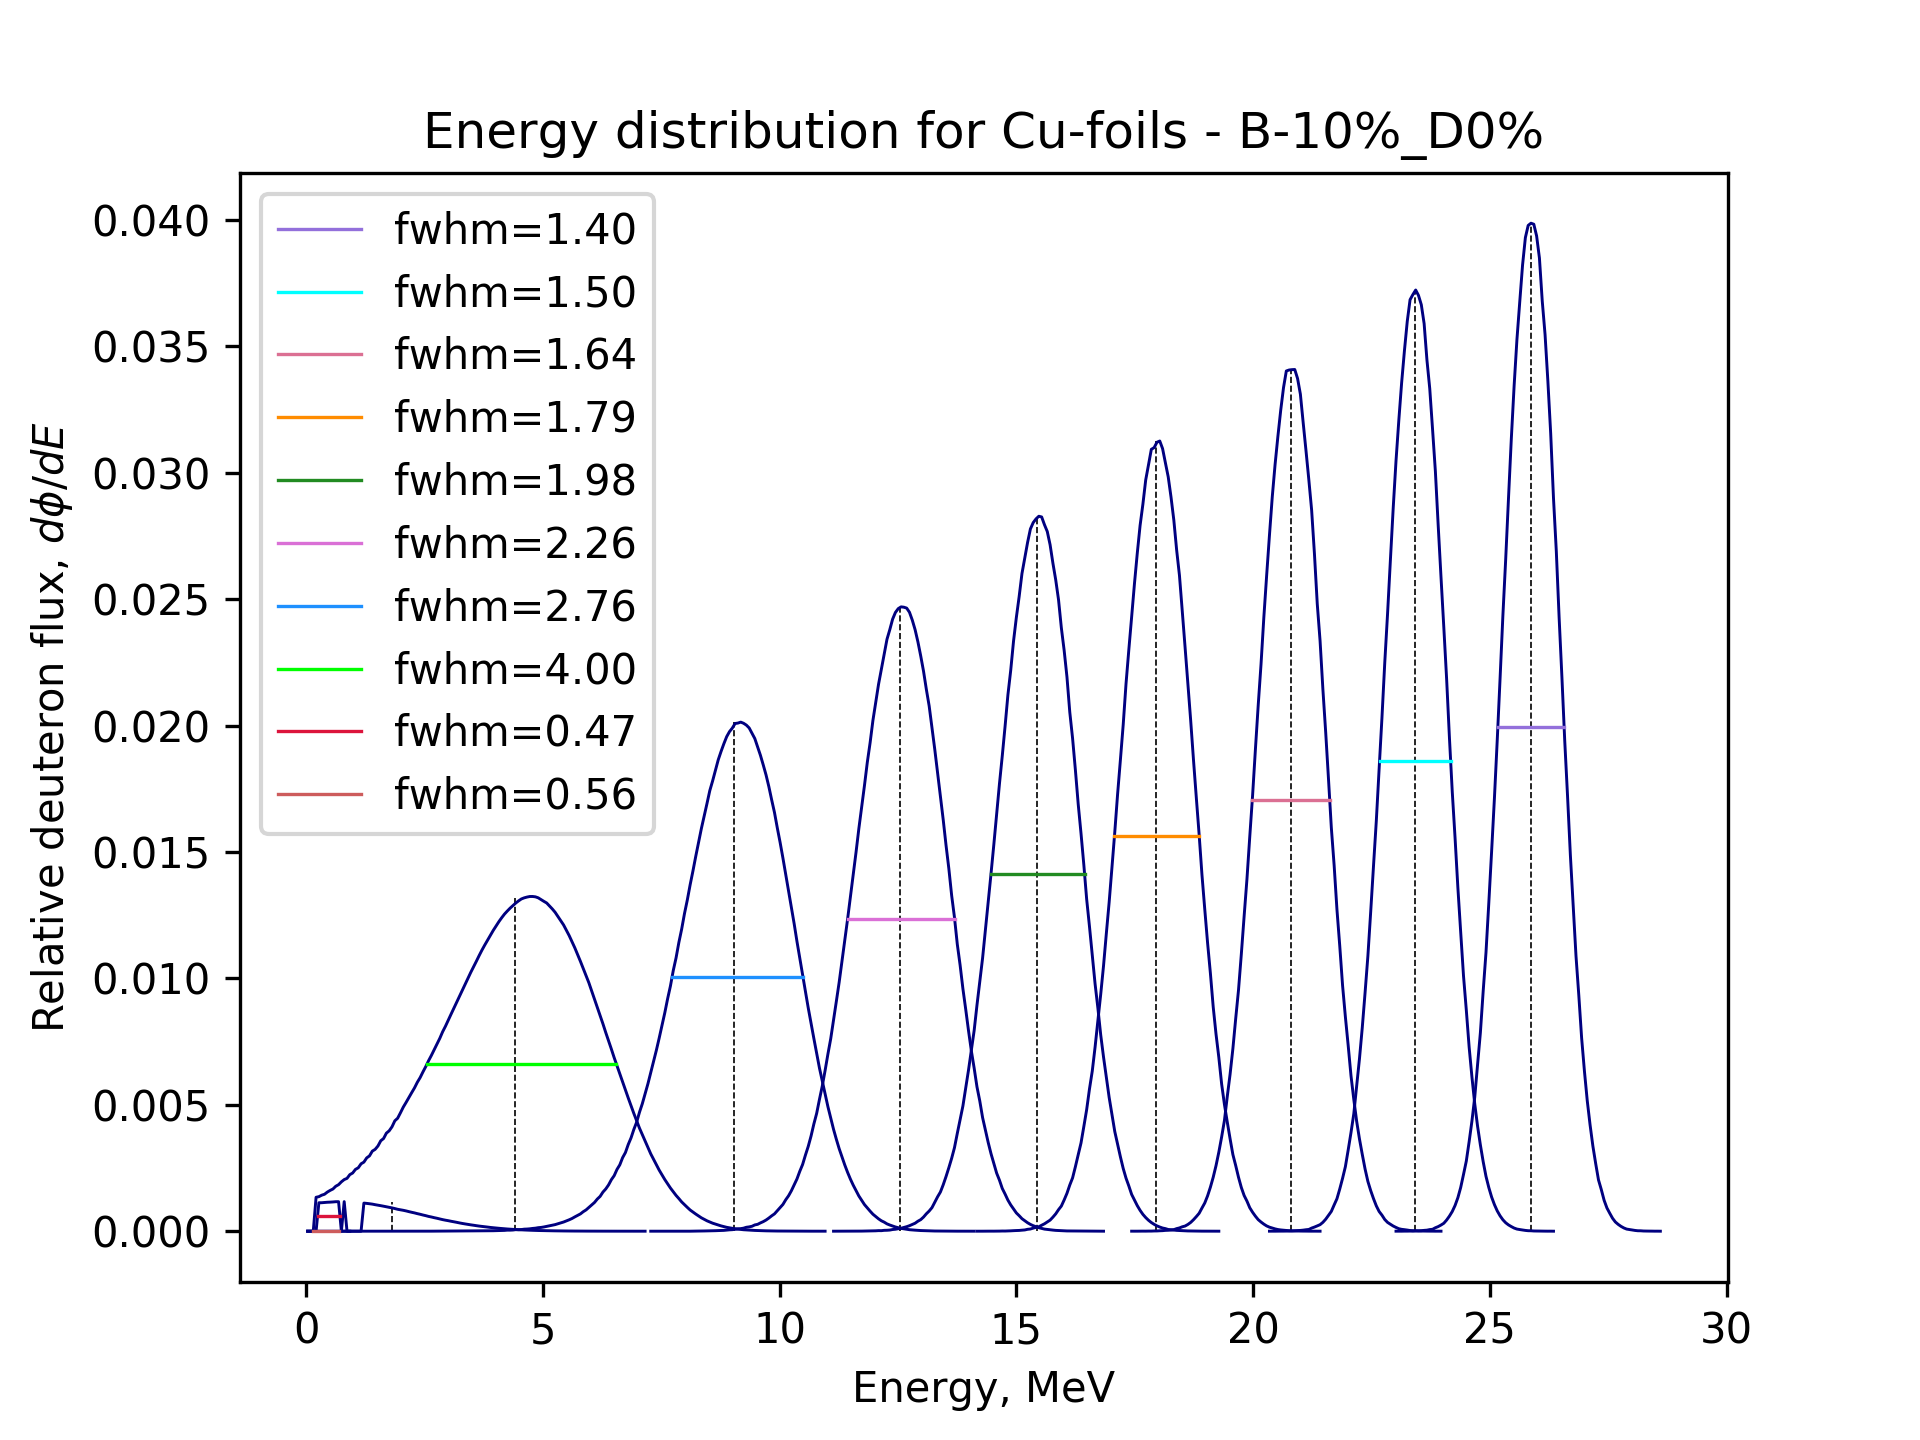 Energy distribution for Cu-foils - B-10%_D0%
fwhm=1.40
fwhm=1.50
fwhm=1.64
fwhm=1.79
fwhm=1.98
fwhm=2.26
fwhm=2.76
fwhm=4.00
fwhm=0.47
fwhm=0.56
0.040
0.035
0.030
0.025
0.020
0.015
0.010
0.005
0.000
Relative deuteron flux, dϕ/dE
0 5 10 15 20 25 30
Energy, MeV